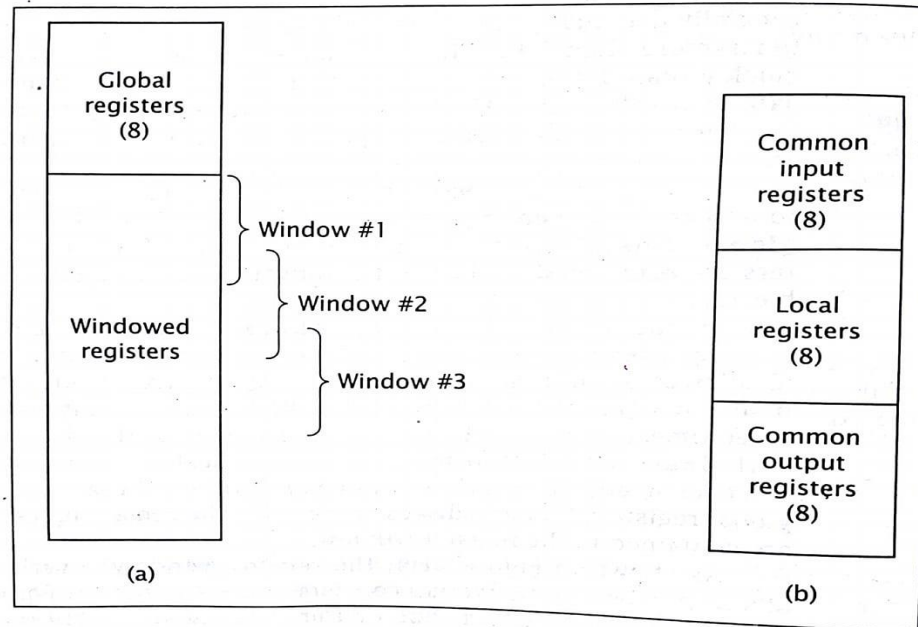 Global
registers
(8)
Windowed
registers
Window #1
Window #2
Window #3
(a)
Common
input
registers
(8)
Local
registers
(8)
Common
output
registers
(8)
(b)